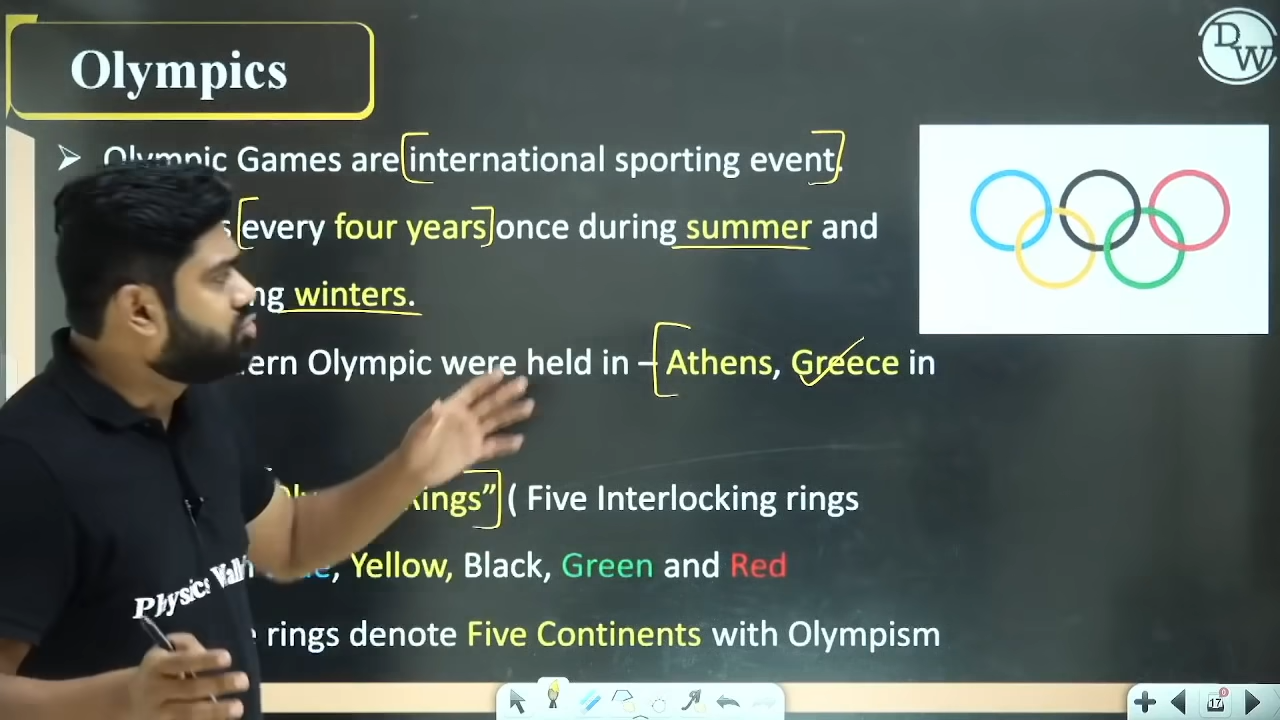 Olympics
Olympic Games are international sporting event.
every four years once during summer and
winters.
Olympic were held in – Athens, Greece in
Rings” ( Five Interlocking rings
Yellow, Black, Green and Red
rings denote Five Continents with Olympism
Physics Wallah
PW
17